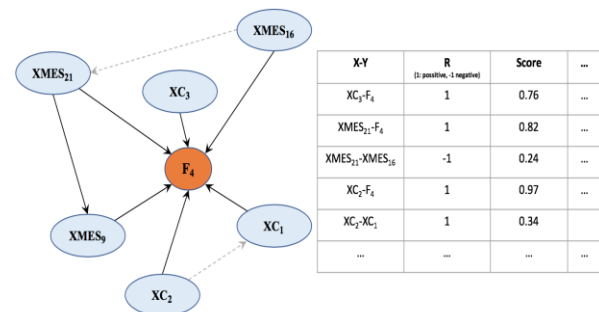 XMES₁₆
XMES₂₁
XC₃
F₄
XC₁
XMES₉
XC₂
X-Y R Score ...
(1: possitive, -1 negative)
XC₃-F₄ 1 0.76 ...
XMES₂₁-F₄ 1 0.82 ...
XMES₂₁-XMES₁₆ -1 0.24 ...
XC₂-F₄ 1 0.97 ...
XC₂-XC₁ 1 0.34 ...
... ... ... ...